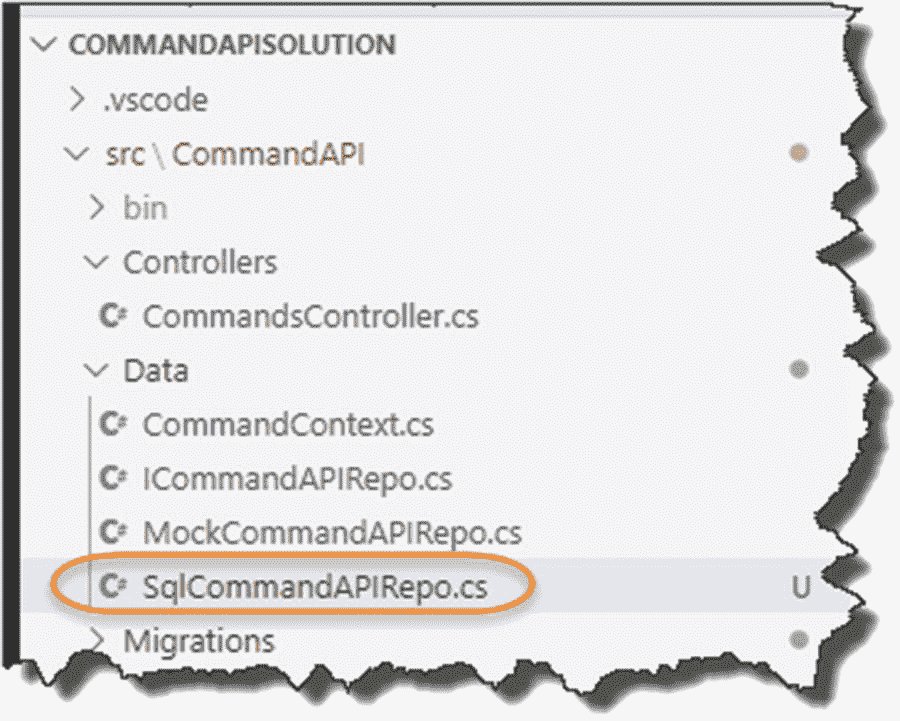 COMMANDAPISOLUTION
.vscode
src \ CommandAPI
bin
Controllers
C# CommandsController.cs
Data
C# CommandContext.cs
C# ICommandAPIRepo.cs
C# MockCommandAPIRepo.cs
C# SqlCommandAPIRepo.cs U
Migrations